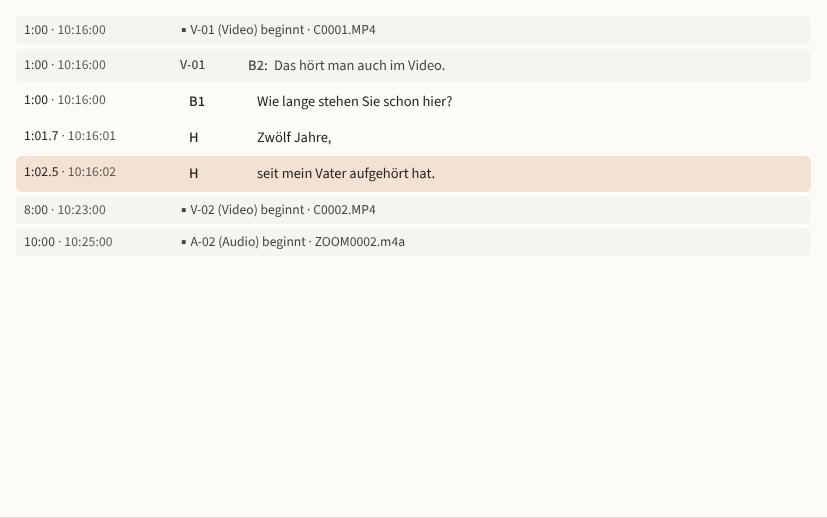 1:00 · 10:16:00 ▪ V-01 (Video) beginnt · C0001.MP4
1:00 · 10:16:00 V-01 B2: Das hört man auch im Video.
1:00 · 10:16:00 B1 Wie lange stehen Sie schon hier?
1:01.7 · 10:16:01 H Zwölf Jahre,
1:02.5 · 10:16:02 H seit mein Vater aufgehört hat.
8:00 · 10:23:00 ▪ V-02 (Video) beginnt · C0002.MP4
10:00 · 10:25:00 ▪ A-02 (Audio) beginnt · ZOOM0002.m4a